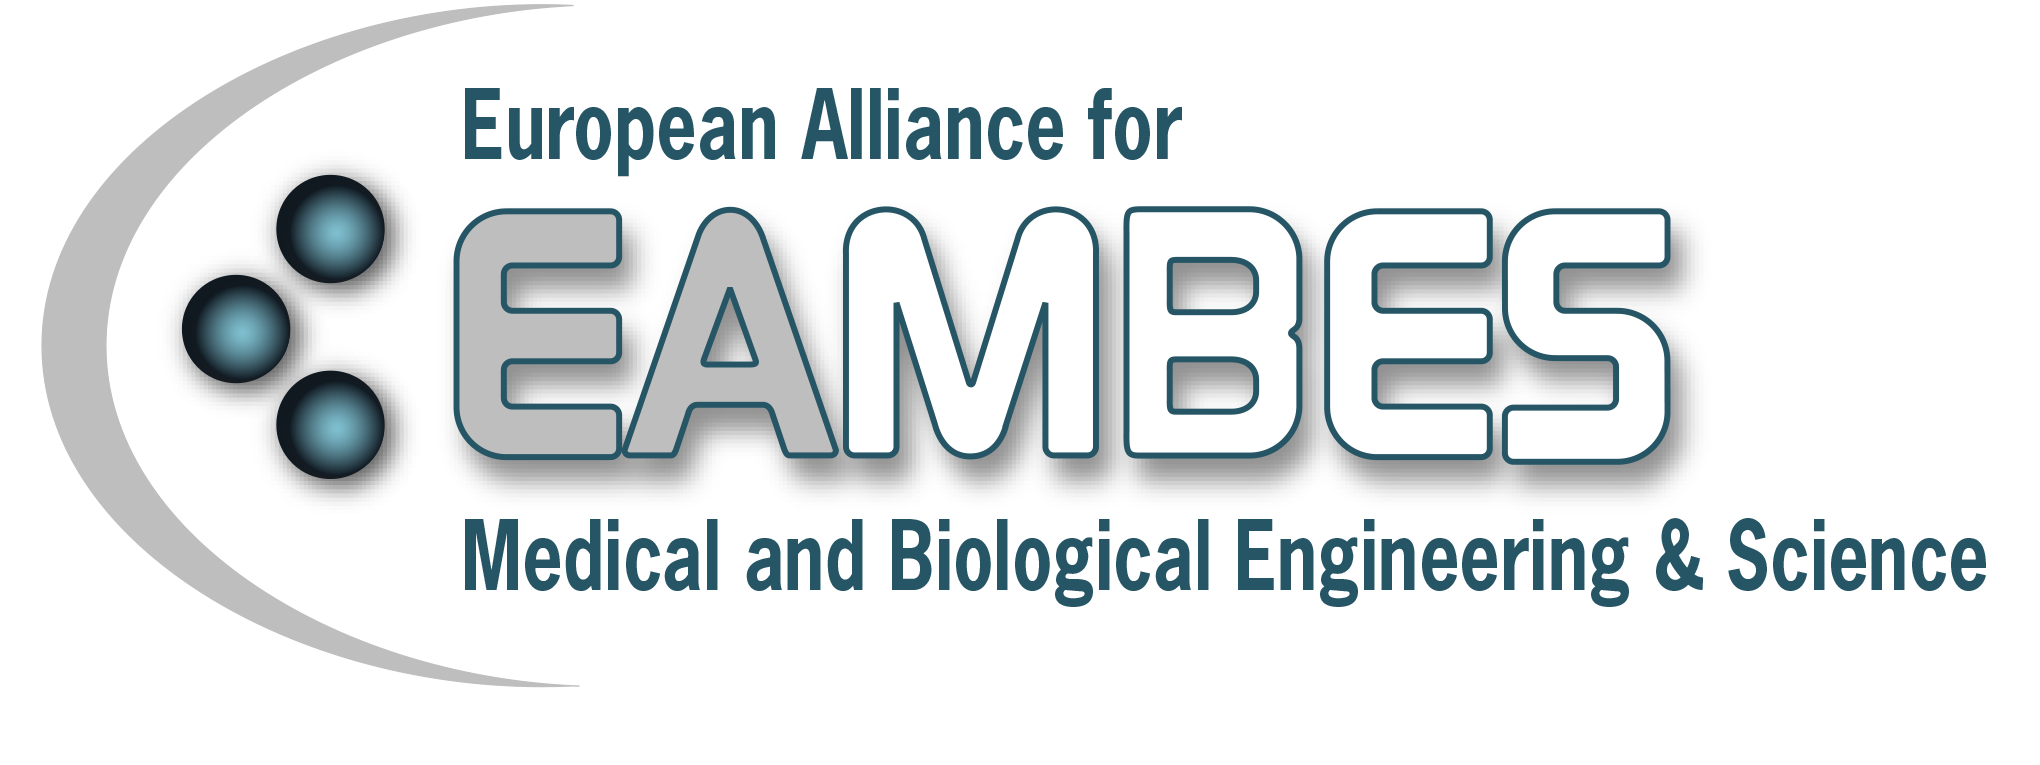 European Alliance for
EAMBES
Medical and Biological Engineering & Science